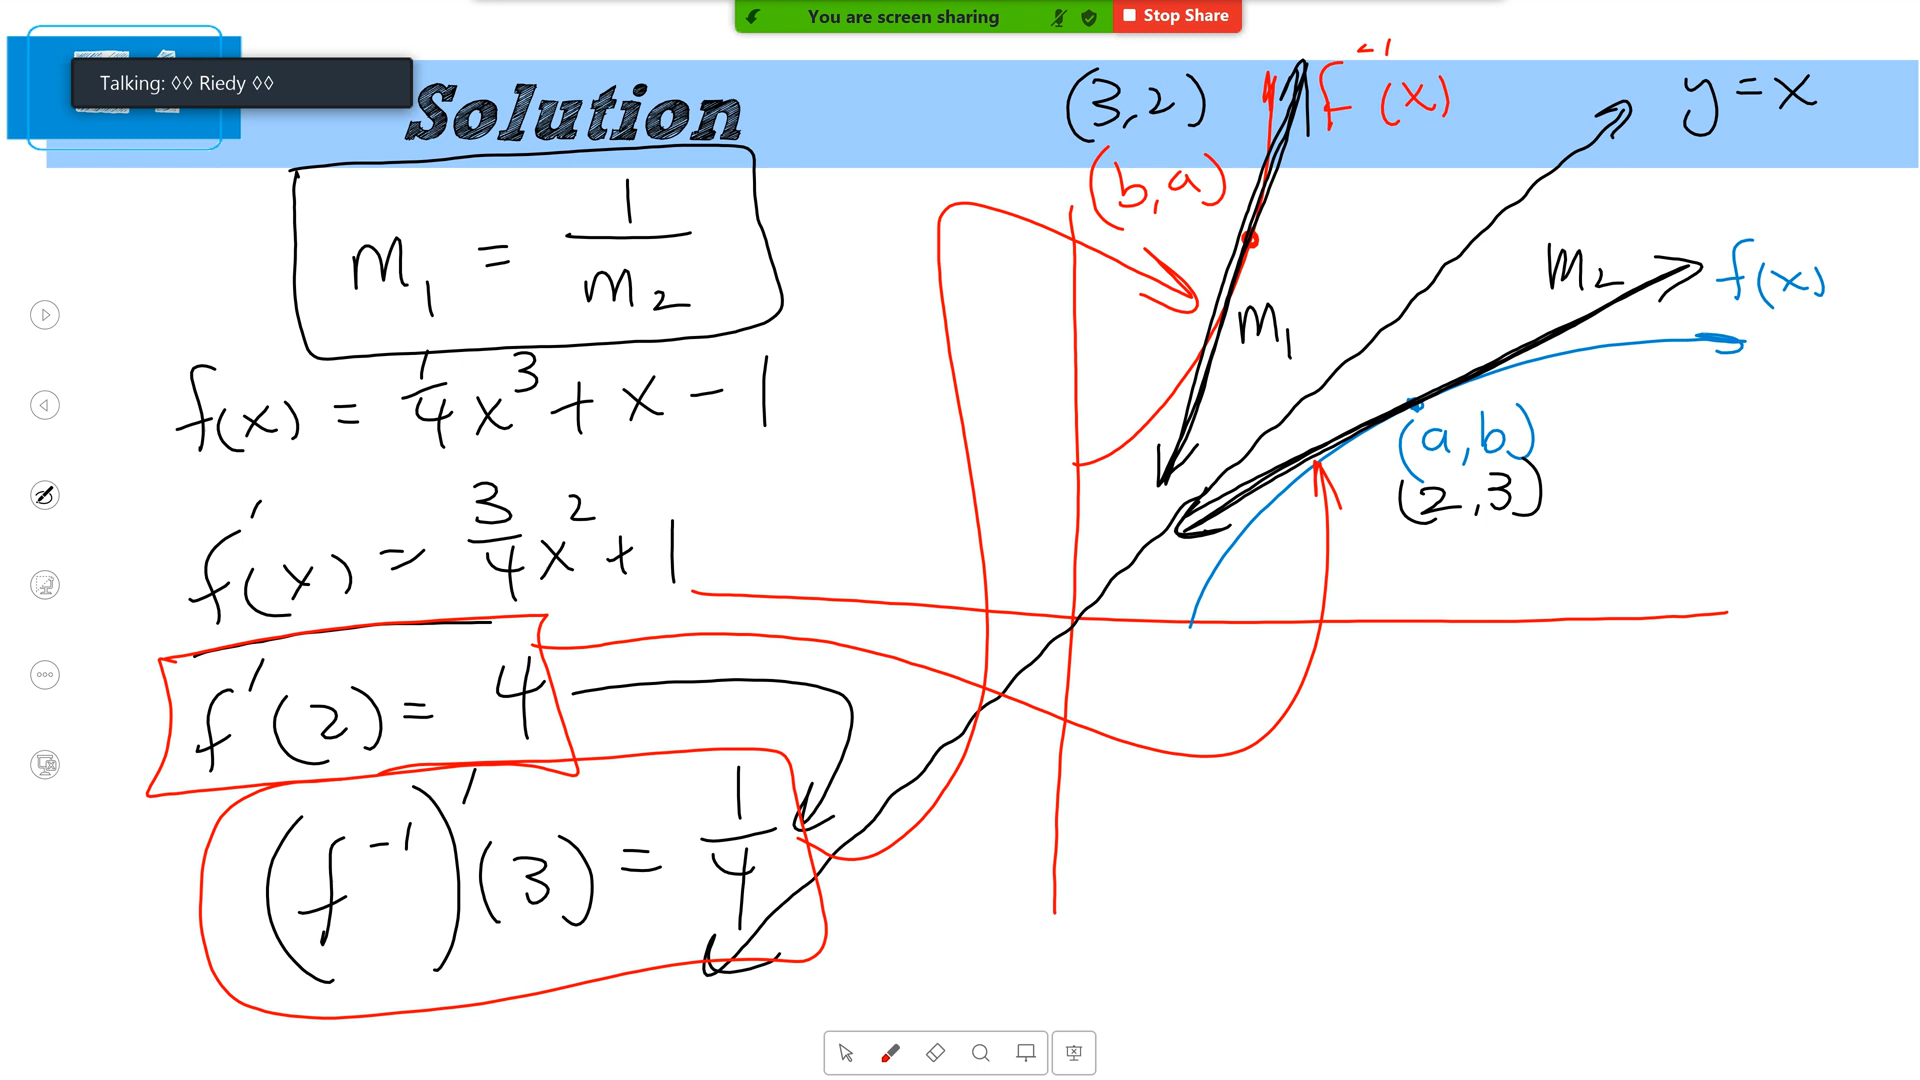 You are screen sharing
Stop Share
Talking: ◊◊ Riedy ◊◊
Solution
m₁ = 1/m₂
f(x) = 1/4 x³ + x - 1
f'(x) = 3/4 x² + 1
f'(2) = 4
(f⁻¹)'(3) = 1/4
(3,2)
f⁻¹(x)
y = x
(b,a)
m₂
f(x)
m₁
(a,b)
(2,3)